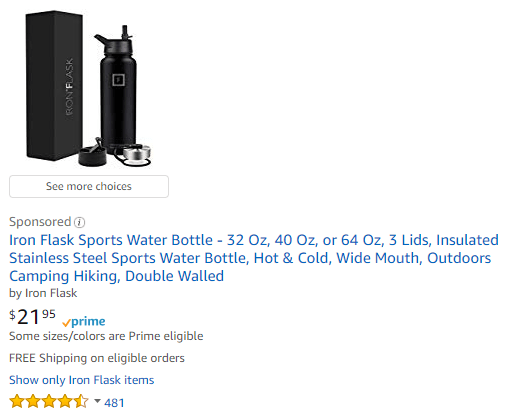 IRON FLASK
See more choices
Sponsored
Iron Flask Sports Water Bottle - 32 Oz, 40 Oz, or 64 Oz, 3 Lids, Insulated
Stainless Steel Sports Water Bottle, Hot & Cold, Wide Mouth, Outdoors
Camping Hiking, Double Walled
by Iron Flask
$21 95 prime
Some sizes/colors are Prime eligible
FREE Shipping on eligible orders
Show only Iron Flask items
481